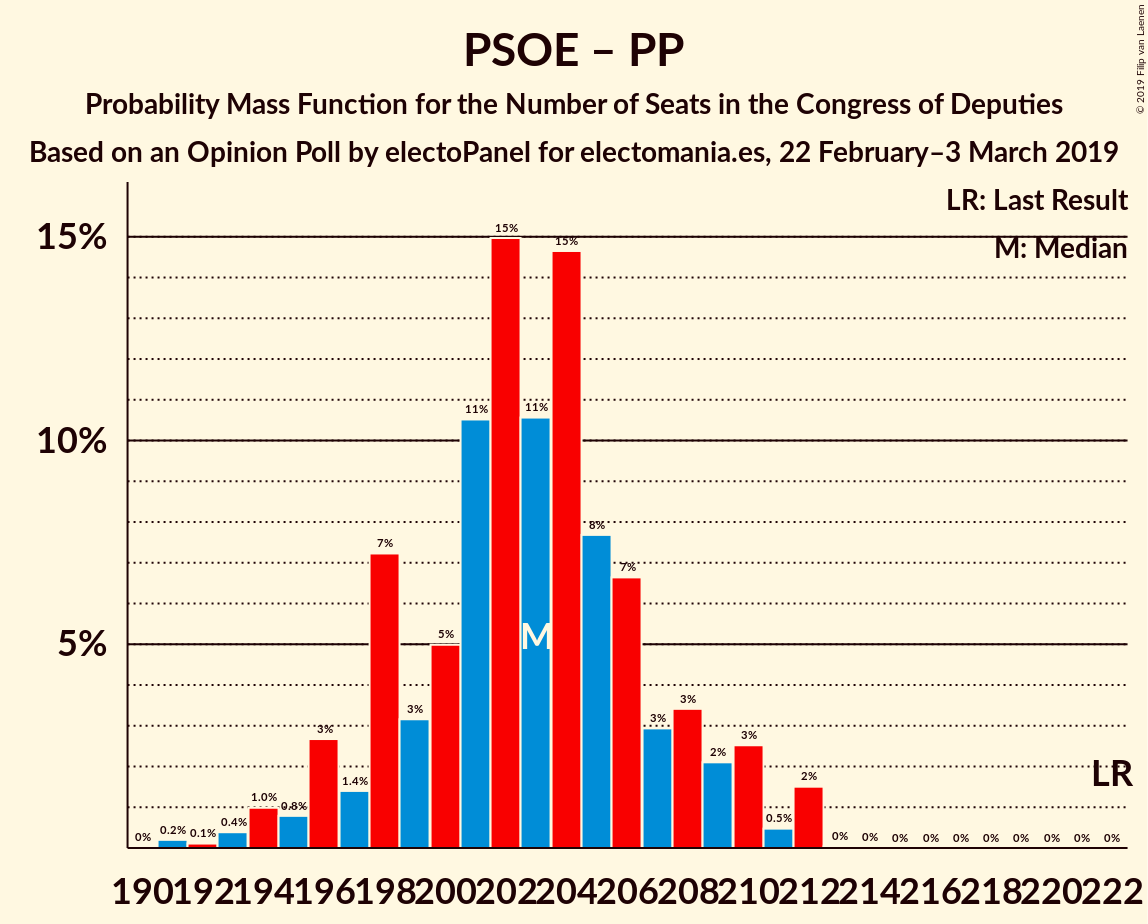 PSOE – PP
Probability Mass Function for the Number of Seats in the Congress of Deputies
Based on an Opinion Poll by electoPanel for electomania.es, 22 February–3 March 2019
© 2019 Filip van Laenen
LR: Last Result
M: Median
15%
10%
5%
0% 0.2% 0.1% 0.4% 1.0% 0.8% 3% 1.4% 7% 3% 5% 11% 15% 11% 15% 8% 7% 3% 3% 2% 3% 0.5% 2% 0% 0% 0% 0% 0% 0% 0% 0% 0% 0%
M
LR
190 192 194 196 198 200 202 204 206 208 210 212 214 216 218 220 222